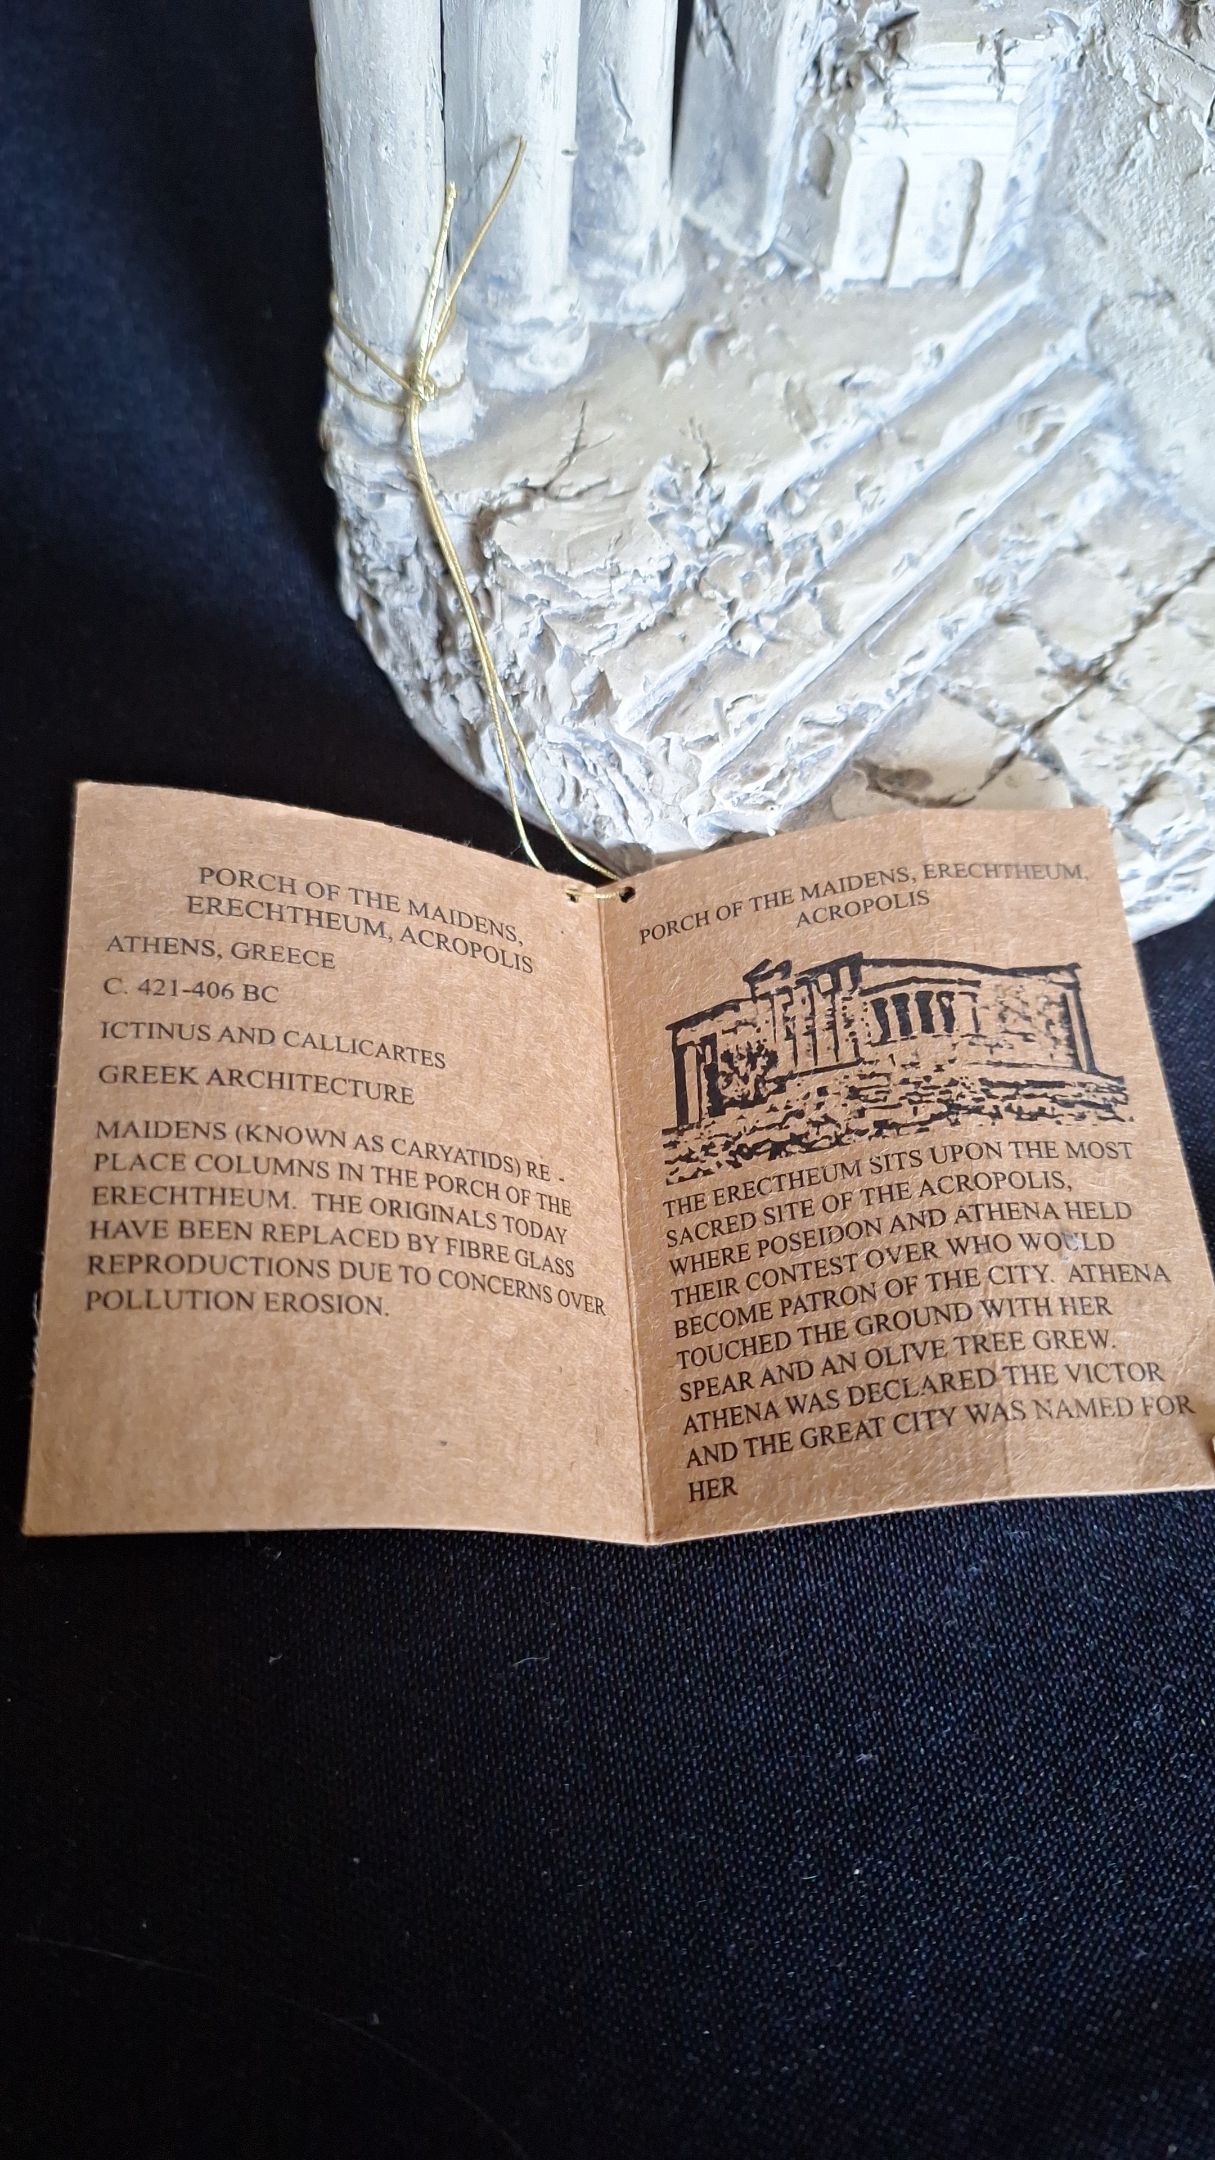 PORCH OF THE MAIDENS,
ERECHTHEUM, ACROPOLIS
ATHENS, GREECE
C. 421-406 BC
ICTINUS AND CALLICARTES
GREEK ARCHITECTURE
MAIDENS (KNOWN AS CARYATIDS) RE -
PLACE COLUMNS IN THE PORCH OF THE
ERECHTHEUM. THE ORIGINALS TODAY
HAVE BEEN REPLACED BY FIBRE GLASS
REPRODUCTIONS DUE TO CONCERNS OVER
POLLUTION EROSION.
PORCH OF THE MAIDENS, ERECHTHEUM,
ACROPOLIS
THE ERECTHEUM SITS UPON THE MOST
SACRED SITE OF THE ACROPOLIS,
WHERE POSEIDON AND ATHENA HELD
THEIR CONTEST OVER WHO WOULD
BECOME PATRON OF THE CITY. ATHENA
TOUCHED THE GROUND WITH HER
SPEAR AND AN OLIVE TREE GREW.
ATHENA WAS DECLARED THE VICTOR
AND THE GREAT CITY WAS NAMED FOR
HER